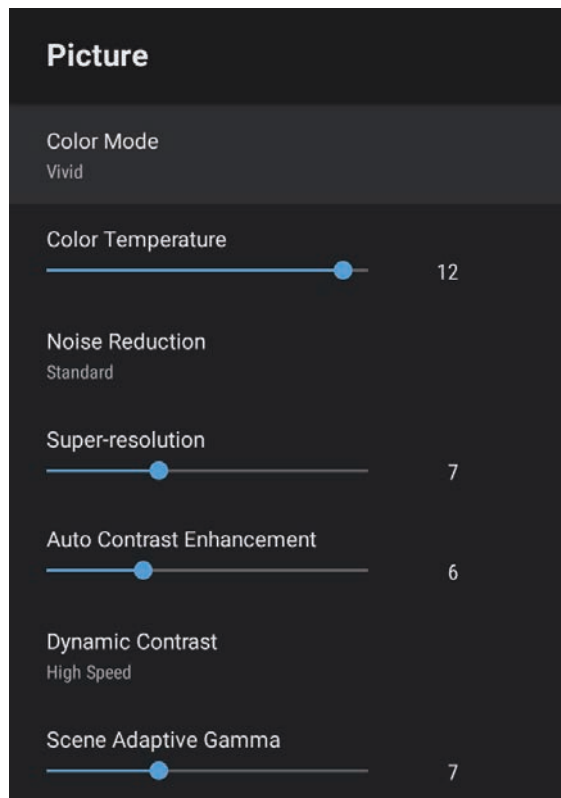 Picture
Color Mode
Vivid
Color Temperature
12
Noise Reduction
Standard
Super-resolution
7
Auto Contrast Enhancement
6
Dynamic Contrast
High Speed
Scene Adaptive Gamma
7